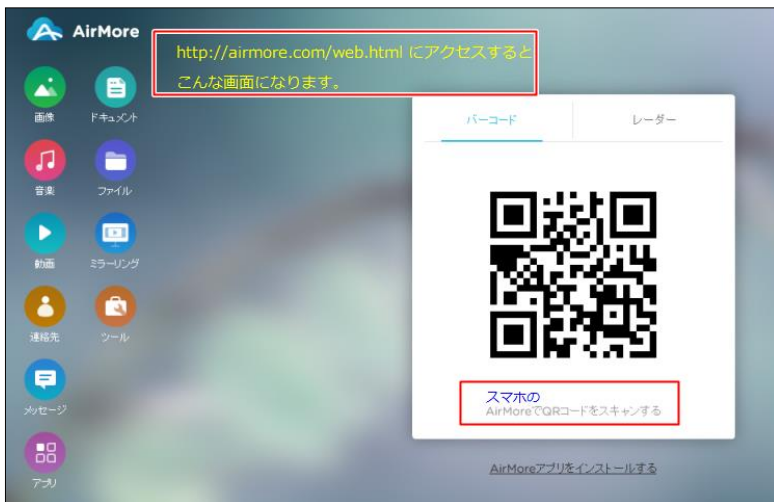 AirMore
http://airmore.com/web.html にアクセスすると
こんな画面になります。
画像
ドキュメント
音楽
ファイル
動画
ミラーリング
連絡先
ツール
メッセージ
アプリ
バーコード
レーダー
スマホの
AirMoreでQRコードをスキャンする
AirMoreアプリをインストールする